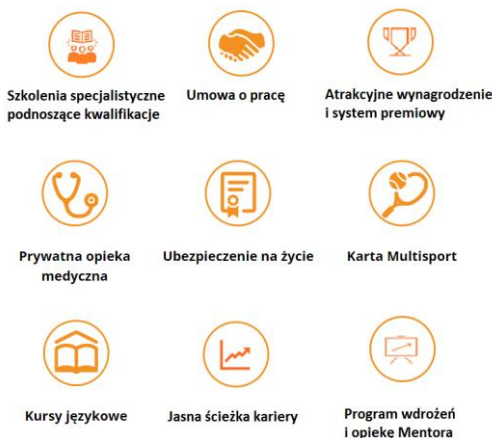 Szkolenia specjalistyczne
podnoszące kwalifikacje
Umowa o pracę
Atrakcyjne wynagrodzenie
i system premiowy
Prywatna opieka
medyczna
Ubezpieczenie na życie
Karta Multisport
Kursy językowe
Jasna ścieżka kariery
Program wdrożeń
i opiekę Mentora